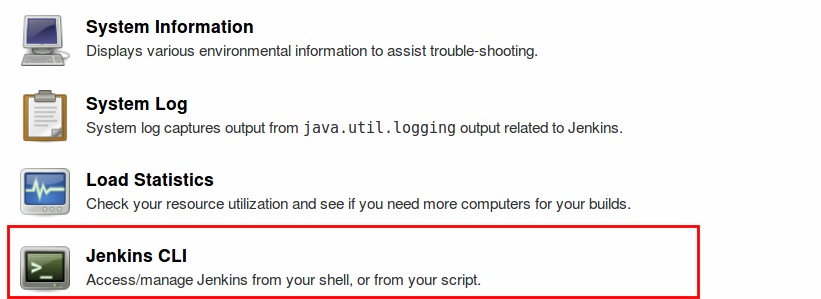 System Information
Displays various environmental information to assist trouble-shooting.
System Log
System log captures output from java.util.logging output related to Jenkins.
Load Statistics
Check your resource utilization and see if you need more computers for your builds.
>_
Jenkins CLI
Access/manage Jenkins from your shell, or from your script.